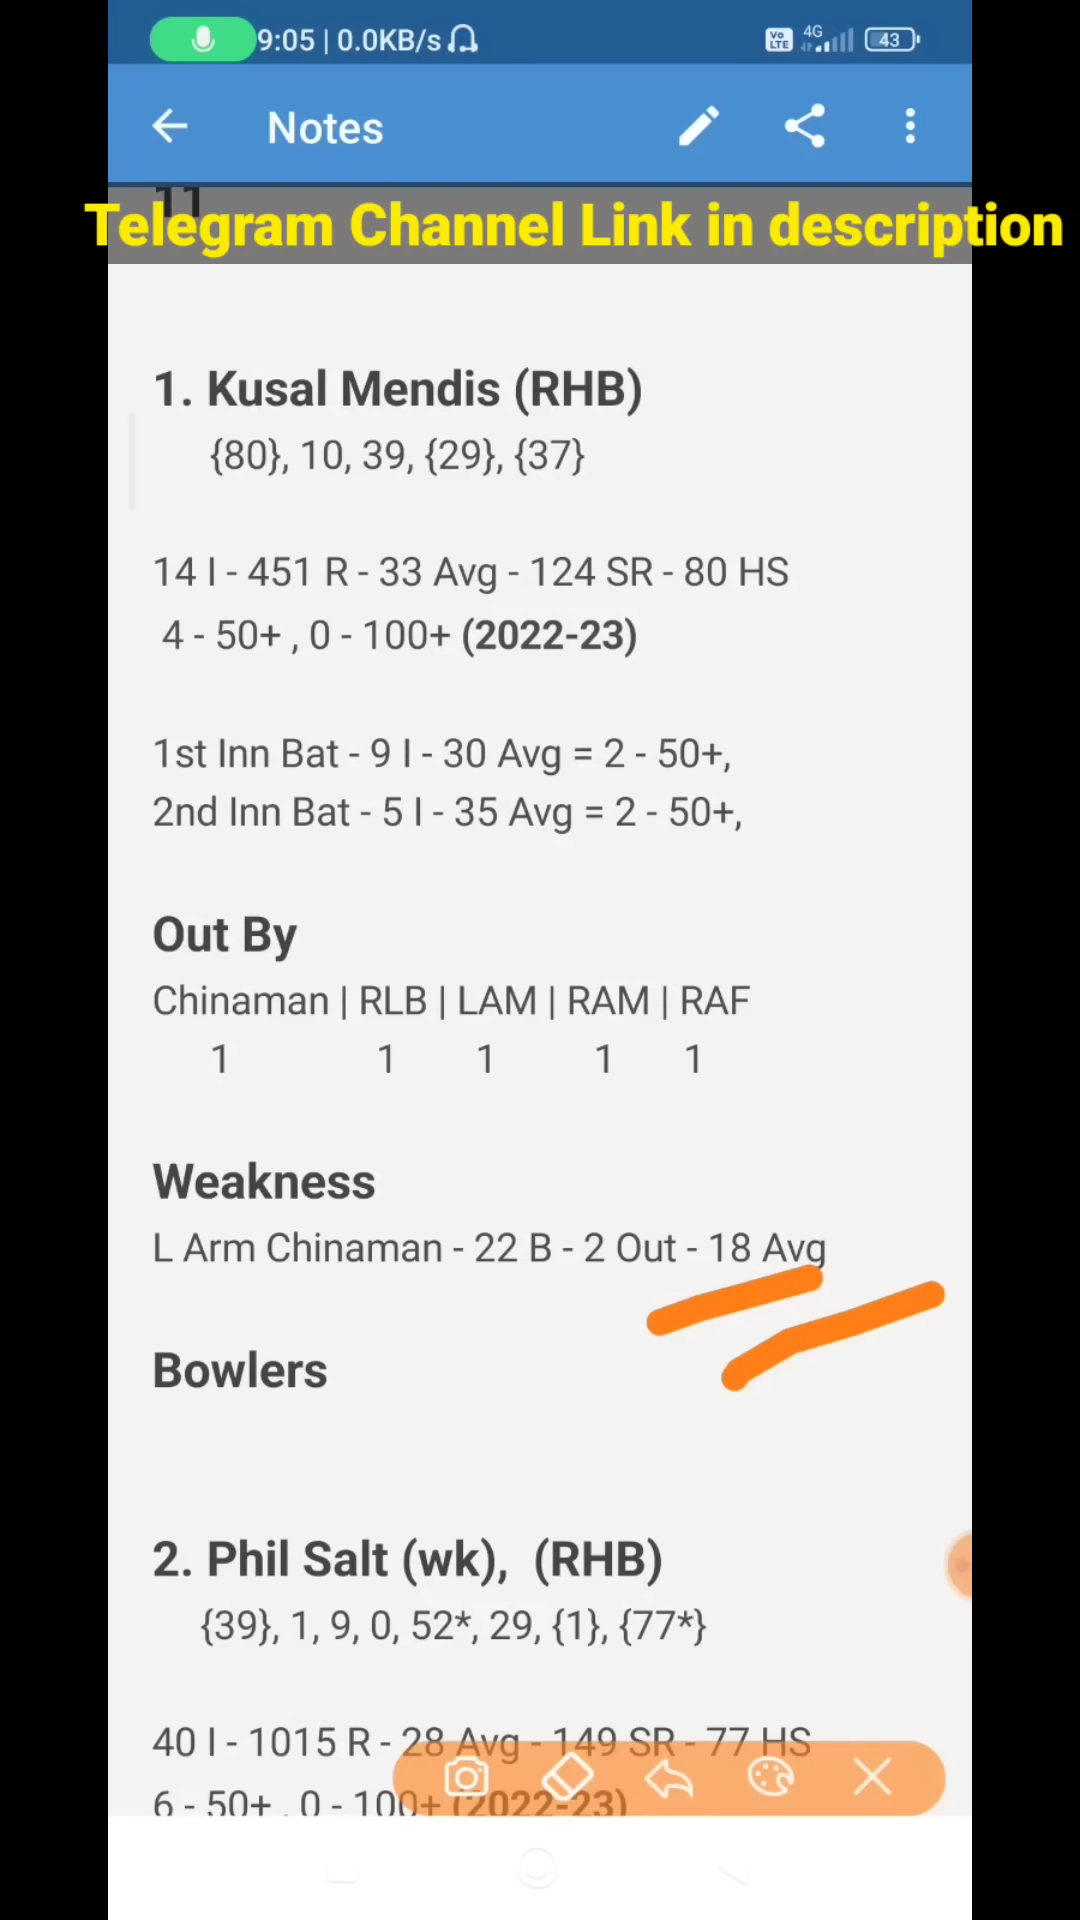 9:05 | 0.0KB/s
Vo LTE 4G 43
Notes
11
Telegram Channel Link in description
1. Kusal Mendis (RHB)
{80}, 10, 39, {29}, {37}
14 I - 451 R - 33 Avg - 124 SR - 80 HS
4 - 50+ , 0 - 100+ (2022-23)
1st Inn Bat - 9 I - 30 Avg = 2 - 50+,
2nd Inn Bat - 5 I - 35 Avg = 2 - 50+,
Out By
Chinaman | RLB | LAM | RAM | RAF
1 1 1 1 1
Weakness
L Arm Chinaman - 22 B - 2 Out - 18 Avg
Bowlers
2. Phil Salt (wk), (RHB)
{39}, 1, 9, 0, 52*, 29, {1}, {77*}
40 I - 1015 R - 28 Avg - 149 SR - 77 HS
6 - 50+ , 0 - 100+ (2022-23)